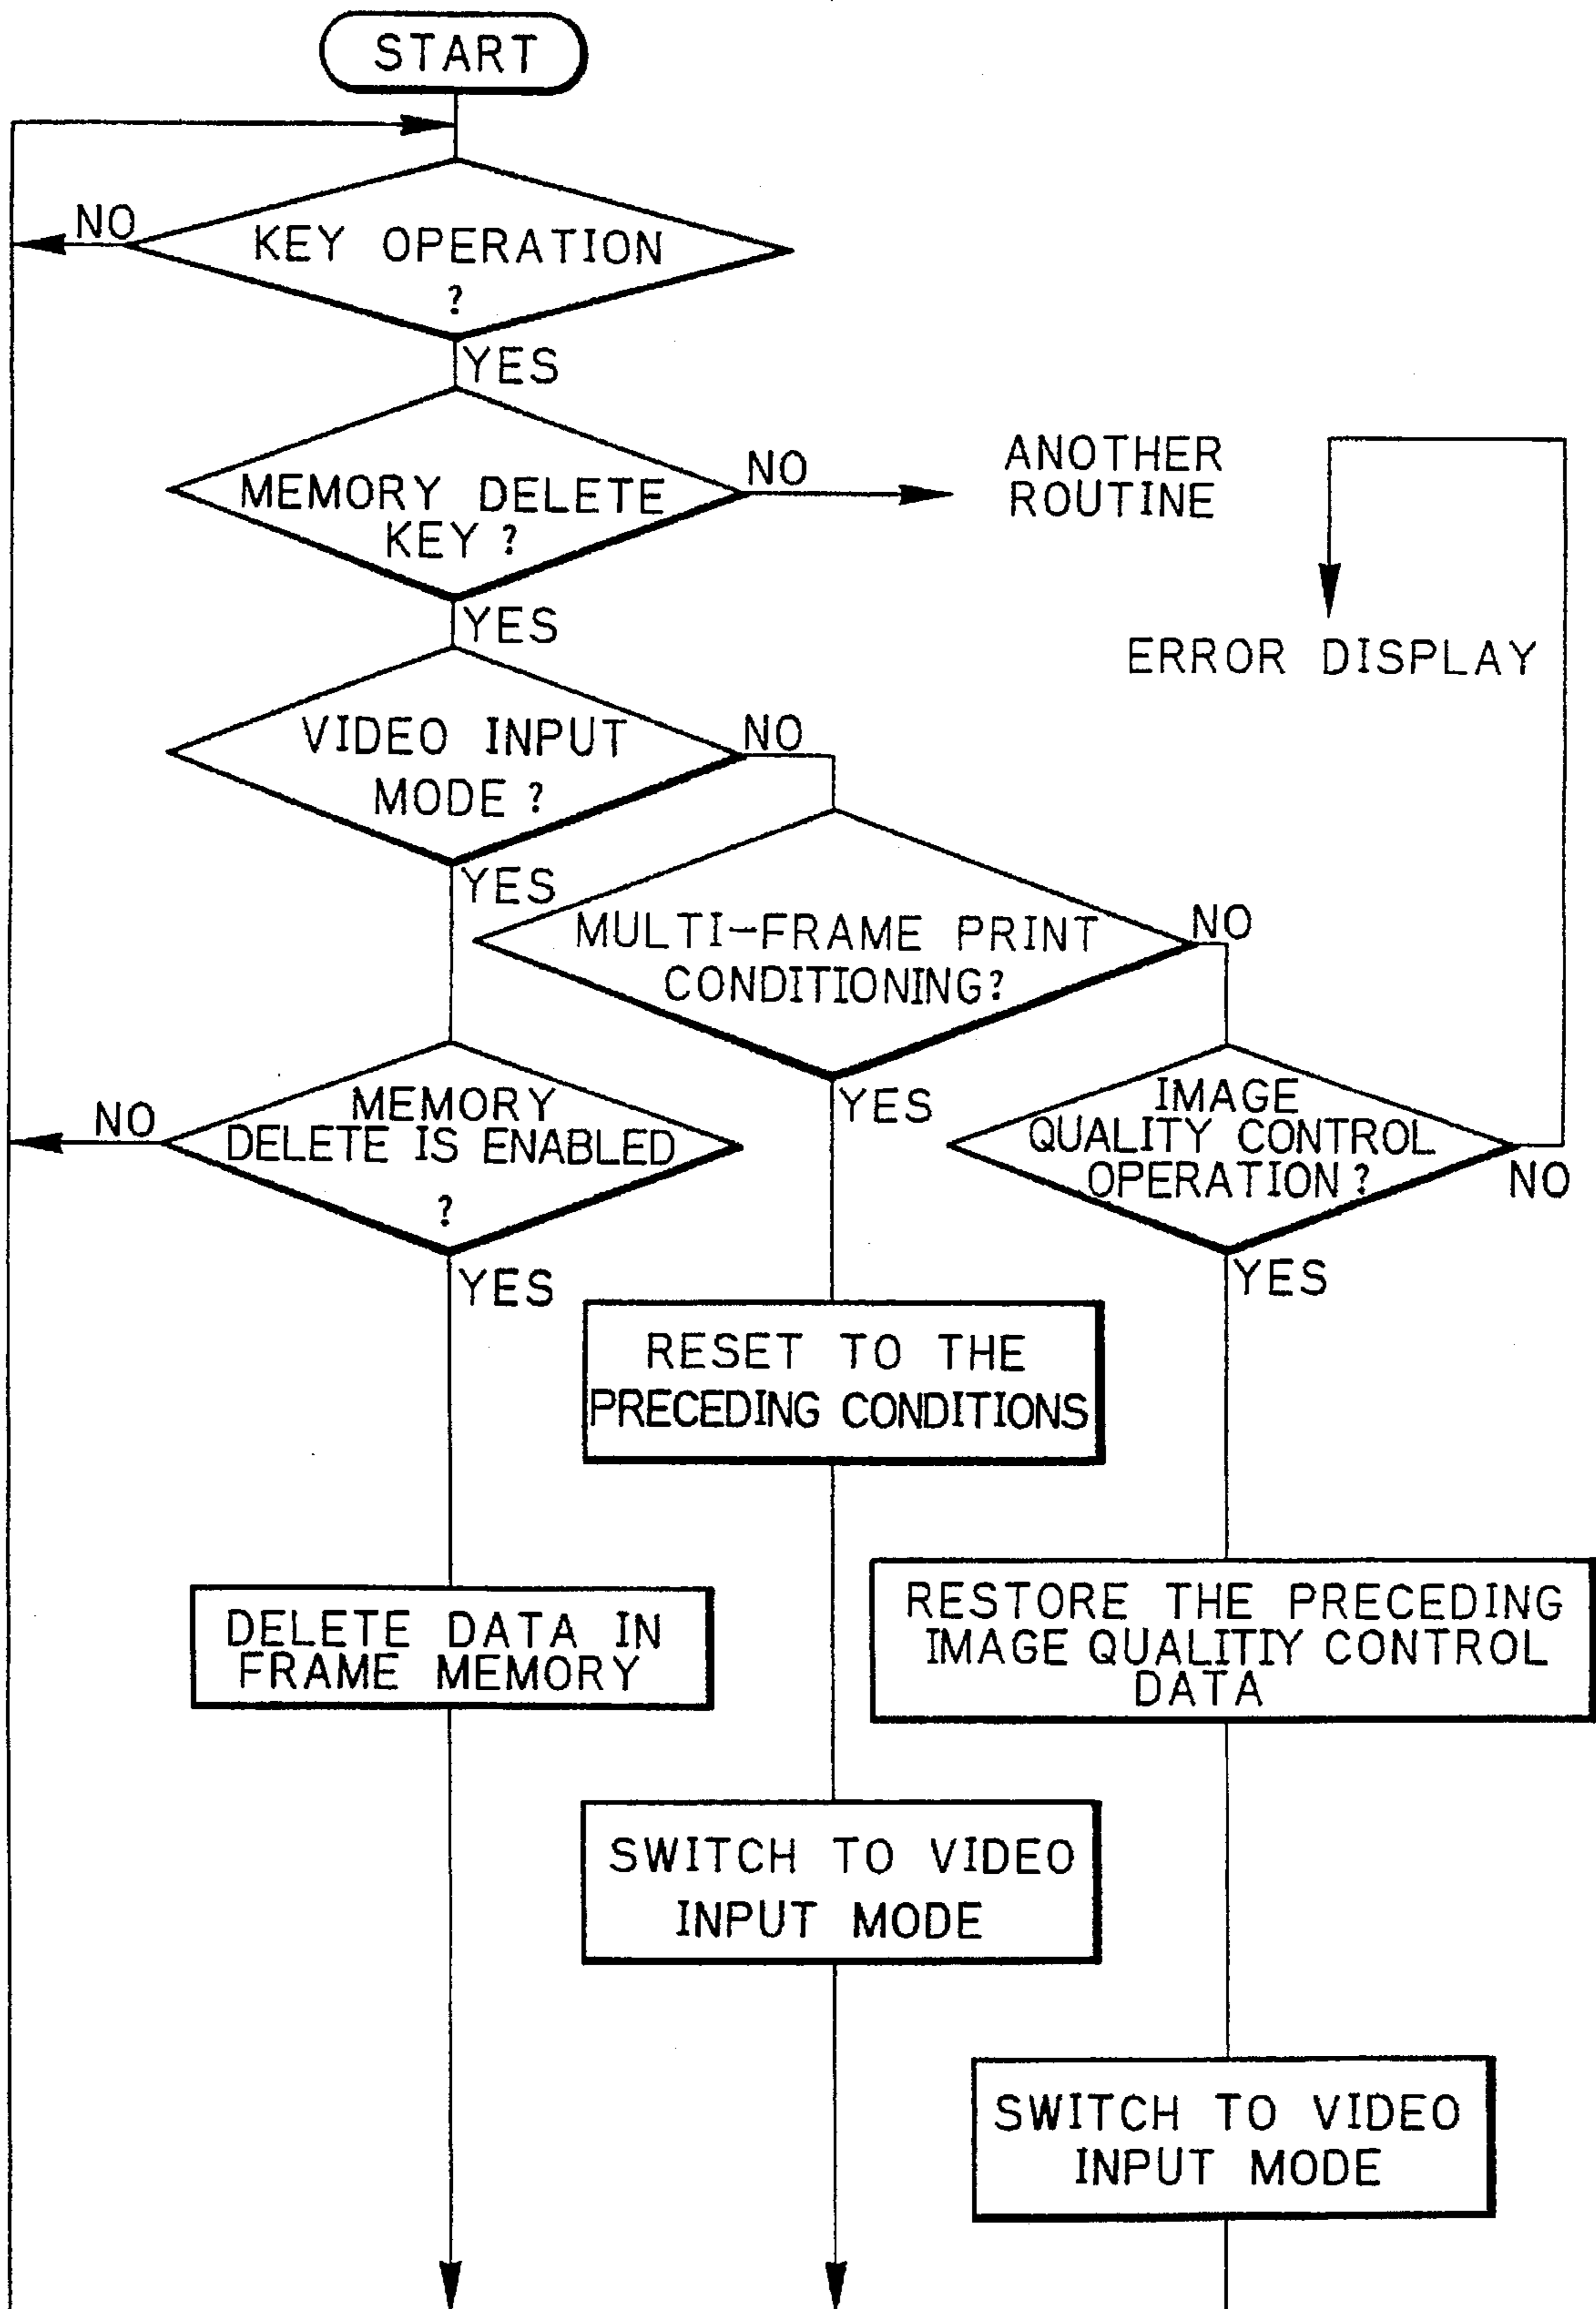 START
NO
KEY OPERATION
?
YES
MEMORY DELETE
KEY ?
NO
ANOTHER
ROUTINE
YES
ERROR DISPLAY
VIDEO INPUT
MODE ?
NO
YES
MULTI-FRAME PRINT
CONDITIONING?
NO
YES
MEMORY
DELETE IS ENABLED
?
NO
YES
IMAGE
QUALITY CONTROL
OPERATION ?
NO
YES
RESET TO THE
PRECEDING CONDITIONS
DELETE DATA IN
FRAME MEMORY
RESTORE THE PRECEDING
IMAGE QUALITIY CONTROL
DATA
SWITCH TO VIDEO
INPUT MODE
SWITCH TO VIDEO
INPUT MODE